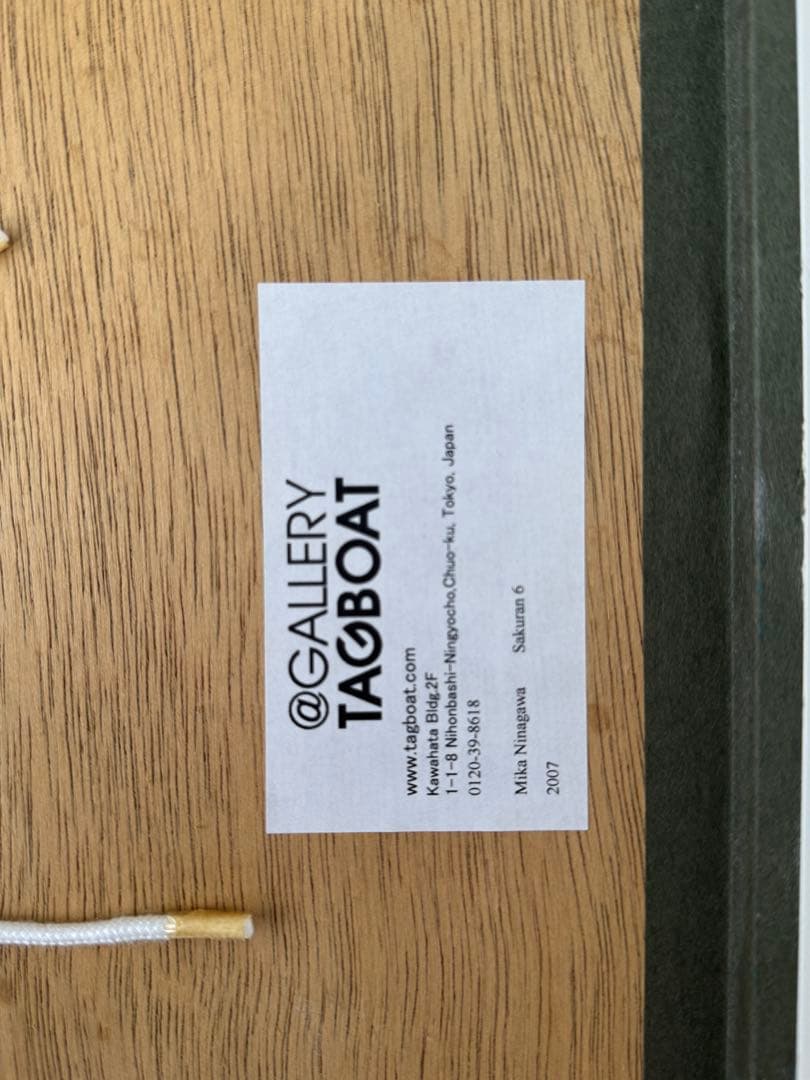 @GALLERY
TAGBOAT
www.tagboat.com
Kawahata Bldg.2F
1-1-8 Nihonbashi-Ningyocho,Chuo-ku, Tokyo, Japan
0120-39-8618
Mika Ninagawa Sakuran 6
2007